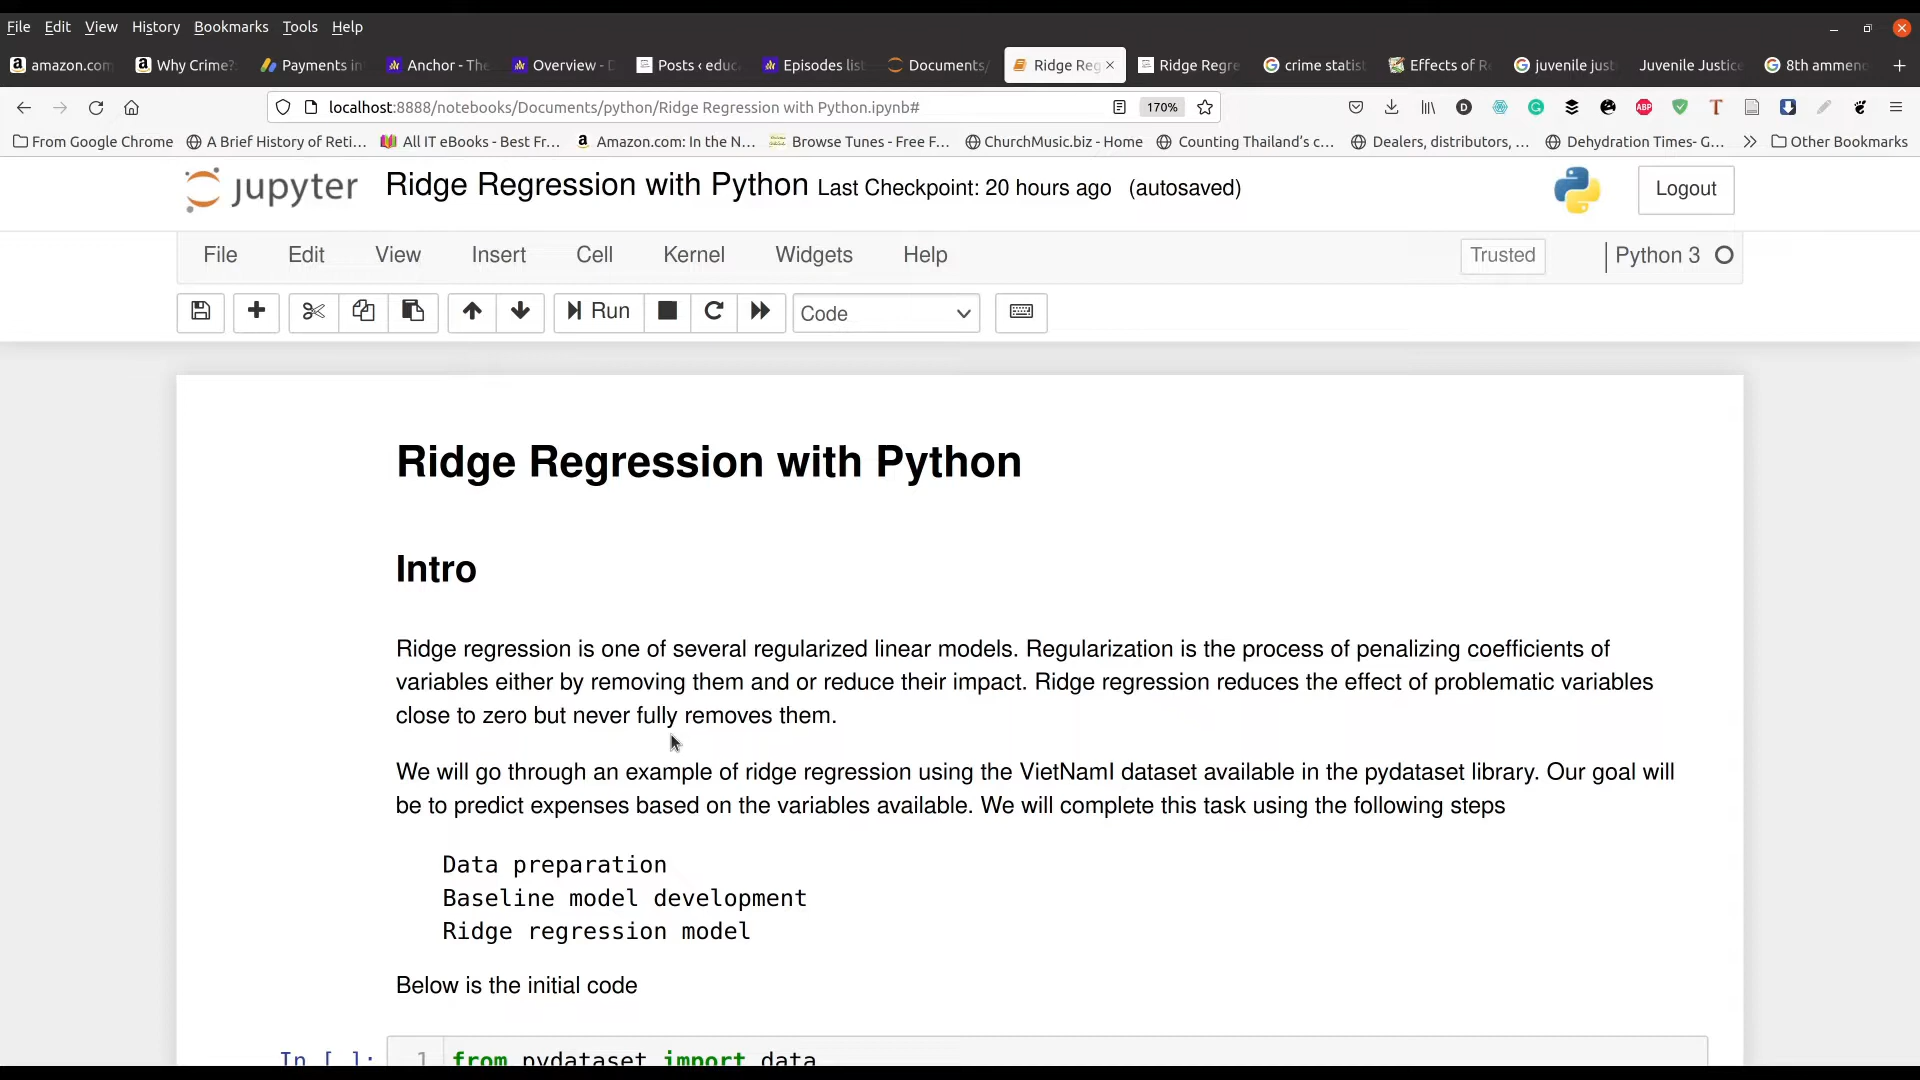 File Edit View History Bookmarks Tools Help
amazon.com Why Crime? Payments in Anchor - The Overview - Posts ‹ educ Episodes list Documents/ Ridge Reg Ridge Regre crime statist Effects of R juvenile just Juvenile Justic 8th ammen
localhost:8888/notebooks/Documents/python/Ridge Regression with Python.ipynb# 170%
From Google Chrome A Brief History of Reti... All IT eBooks - Best Fr... Amazon.com: In the N... Browse Tunes - Free F... ChurchMusic.biz - Home Counting Thailand's c... Dealers, distributors, ... Dehydration Times- G... Other Bookmarks
jupyter Ridge Regression with Python Last Checkpoint: 20 hours ago (autosaved) Logout
File Edit View Insert Cell Kernel Widgets Help Trusted Python 3
Run Code
Ridge Regression with Python
Intro
Ridge regression is one of several regularized linear models. Regularization is the process of penalizing coefficients of
variables either by removing them and or reduce their impact. Ridge regression reduces the effect of problematic variables
close to zero but never fully removes them.
We will go through an example of ridge regression using the VietNamI dataset available in the pydataset library. Our goal will
be to predict expenses based on the variables available. We will complete this task using the following steps
Data preparation
Baseline model development
Ridge regression model
Below is the initial code
In [ ]: 1 from pydataset import data